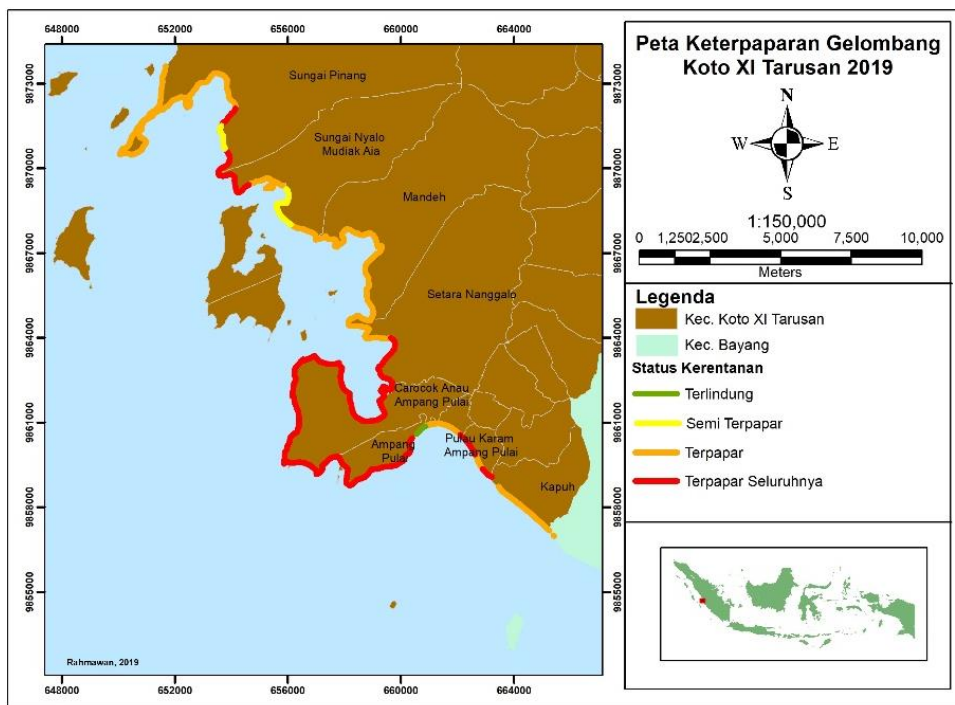 648000 652000 656000 660000 664000
9873000 9873000
9870000 9870000
9867000 9867000
9864000 9864000
9861000 9861000
9858000 9858000
9855000 9855000
Sungai Pinang
Sungai Nyalo
Mudiak Aia
Mandeh
Setara Nanggalo
Carocok Anau
Ampang Pulai
Ampang
Pulai
Pulau Karam
Ampang Pulai
Kapuh
Rahmawan, 2019
648000 652000 656000 660000 664000
Peta Keterpaparan Gelombang
Koto XI Tarusan 2019
N
W E
S
1:150,000
0 1,250 2,500 5,000 7,500 10,000
Meters
Legenda
Kec. Koto XI Tarusan
Kec. Bayang
Status Kerentanan
Terlindung
Semi Terpapar
Terpapar
Terpapar Seluruhnya